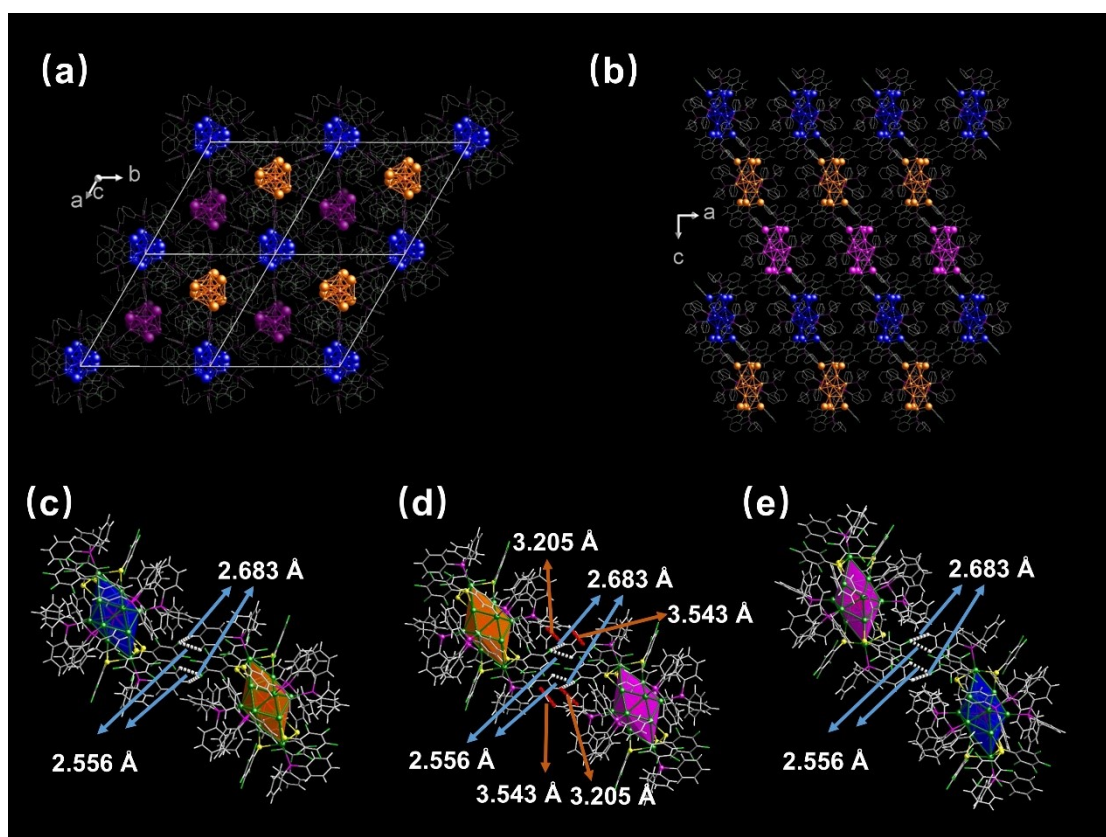 (a)
b
a
c
(b)
a
c
(c)
2.683 Å
2.556 Å
(d)
3.205 Å
2.683 Å
3.543 Å
2.556 Å
3.543 Å
3.205 Å
(e)
2.683 Å
2.556 Å